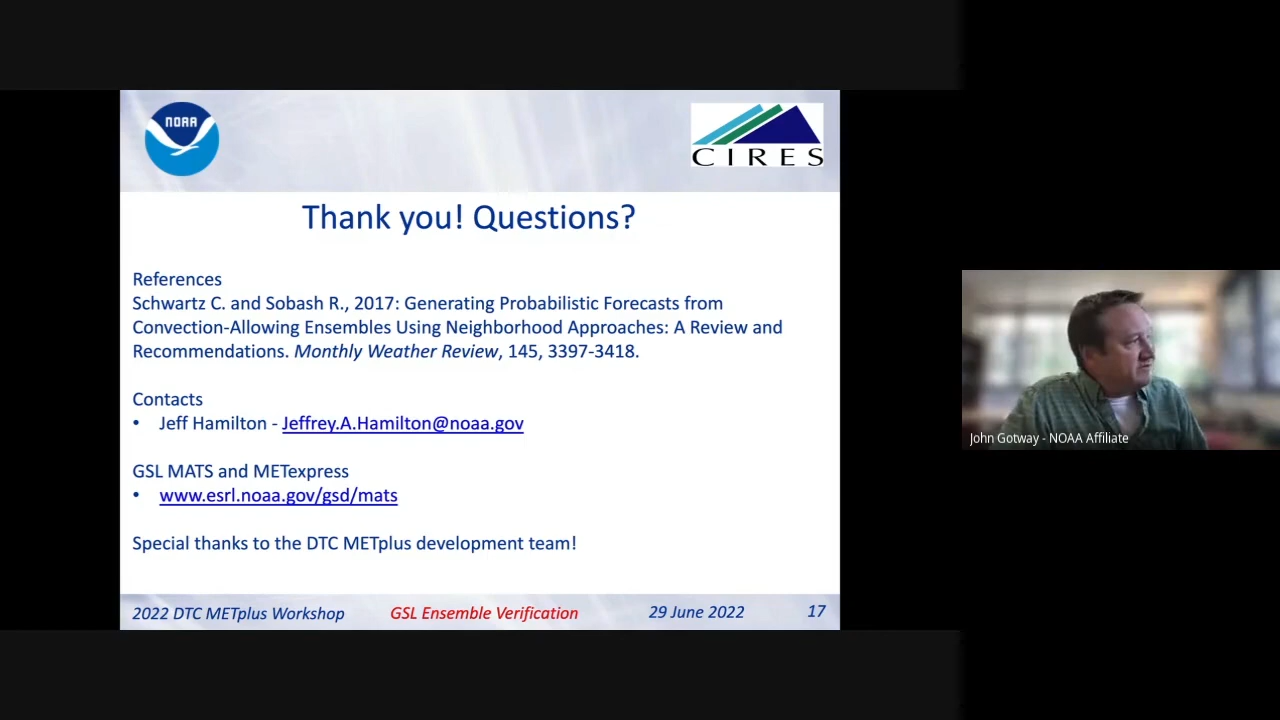 NOAA
CIRES
Thank you! Questions?
References
Schwartz C. and Sobash R., 2017: Generating Probabilistic Forecasts from
Convection-Allowing Ensembles Using Neighborhood Approaches: A Review and
Recommendations. Monthly Weather Review, 145, 3397-3418.
Contacts
• Jeff Hamilton - Jeffrey.A.Hamilton@noaa.gov
GSL MATS and METexpress
• www.esrl.noaa.gov/gsd/mats
Special thanks to the DTC METplus development team!
2022 DTC METplus Workshop GSL Ensemble Verification 29 June 2022 17
John Gotway - NOAA Affiliate